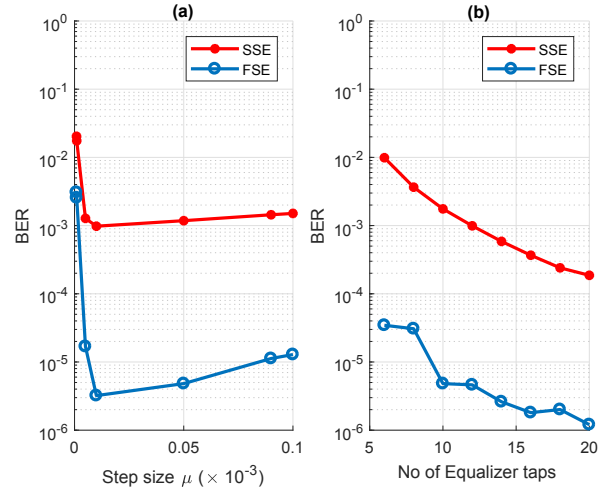 (a)
10^0
10^-1
10^-2
10^-3
10^-4
10^-5
10^-6
BER
SSE
FSE
0
0.05
0.1
Step size μ (× 10^-3)
(b)
10^0
10^-1
10^-2
10^-3
10^-4
10^-5
10^-6
BER
SSE
FSE
5
10
15
20
No of Equalizer taps